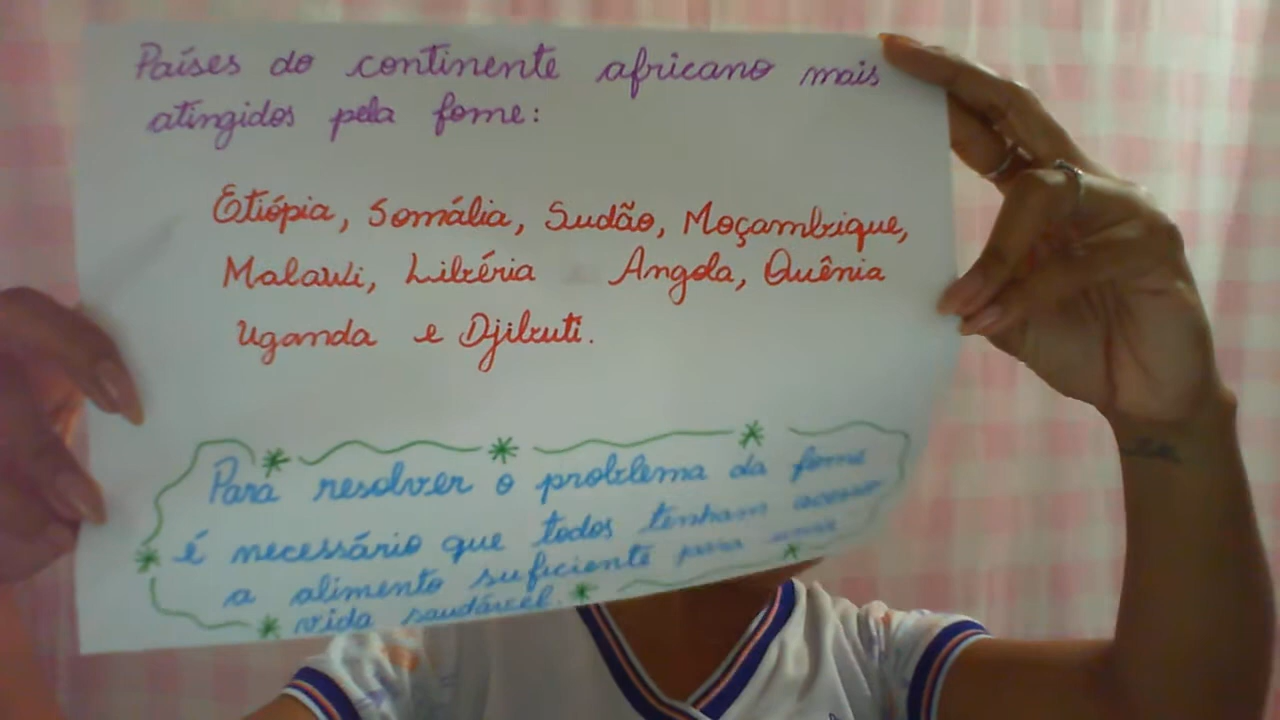 Países do continente africano mais
atingidos pela fome:
Etiópia, Somália, Sudão, Moçambique,
Malawi, Libéria Angola, Quênia
Uganda e Djibuti.
Para resolver o problema da fome
é necessário que todos tenham acesso
a alimento suficiente para uma
vida saudável.